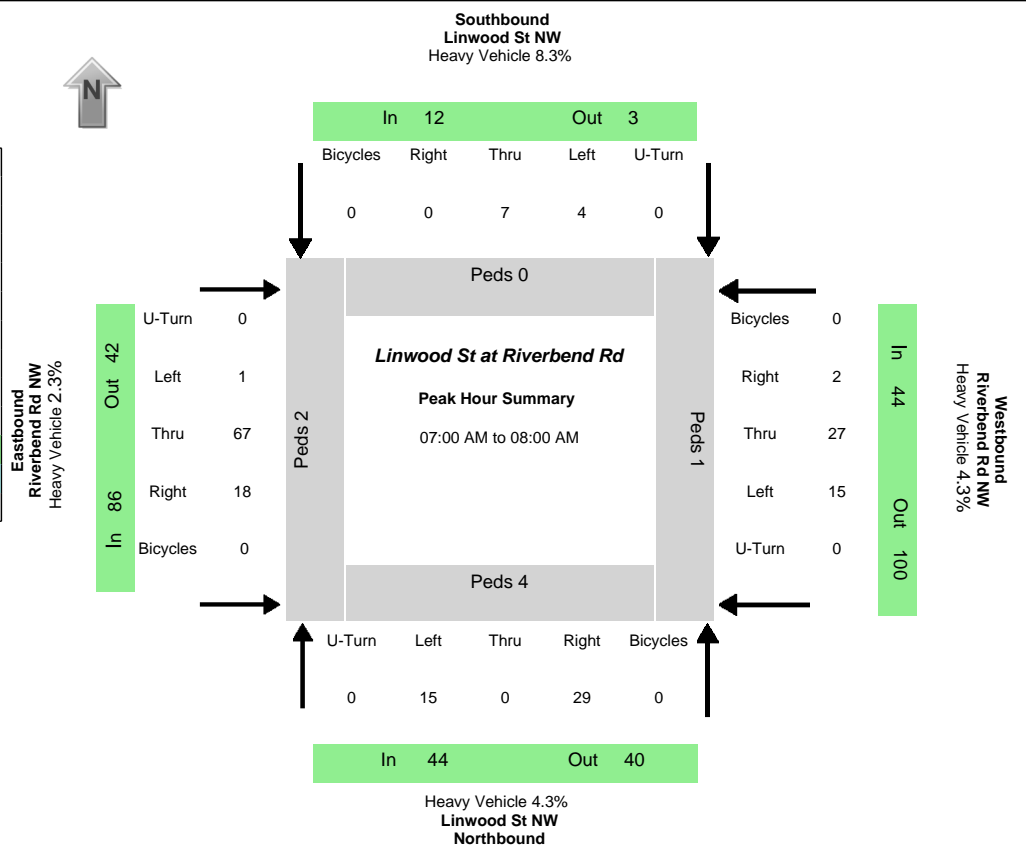 Southbound
Linwood St NW
Heavy Vehicle 8.3%
N
In 12 Out 3
Bicycles Right Thru Left U-Turn
0 0 7 4 0
Peds 0
U-Turn 0
Left 1
Thru 67
Right 18
Bicycles 0
Out 42
In 86
Eastbound
Riverbend Rd NW
Heavy Vehicle 2.3%
Peds 2
Linwood St at Riverbend Rd
Peak Hour Summary
07:00 AM to 08:00 AM
Peds 1
Bicycles 0
Right 2
Thru 27
Left 15
U-Turn 0
In 44
Out 100
Westbound
Riverbend Rd NW
Heavy Vehicle 4.3%
Peds 4
U-Turn Left Thru Right Bicycles
0 15 0 29 0
In 44 Out 40
Heavy Vehicle 4.3%
Linwood St NW
Northbound